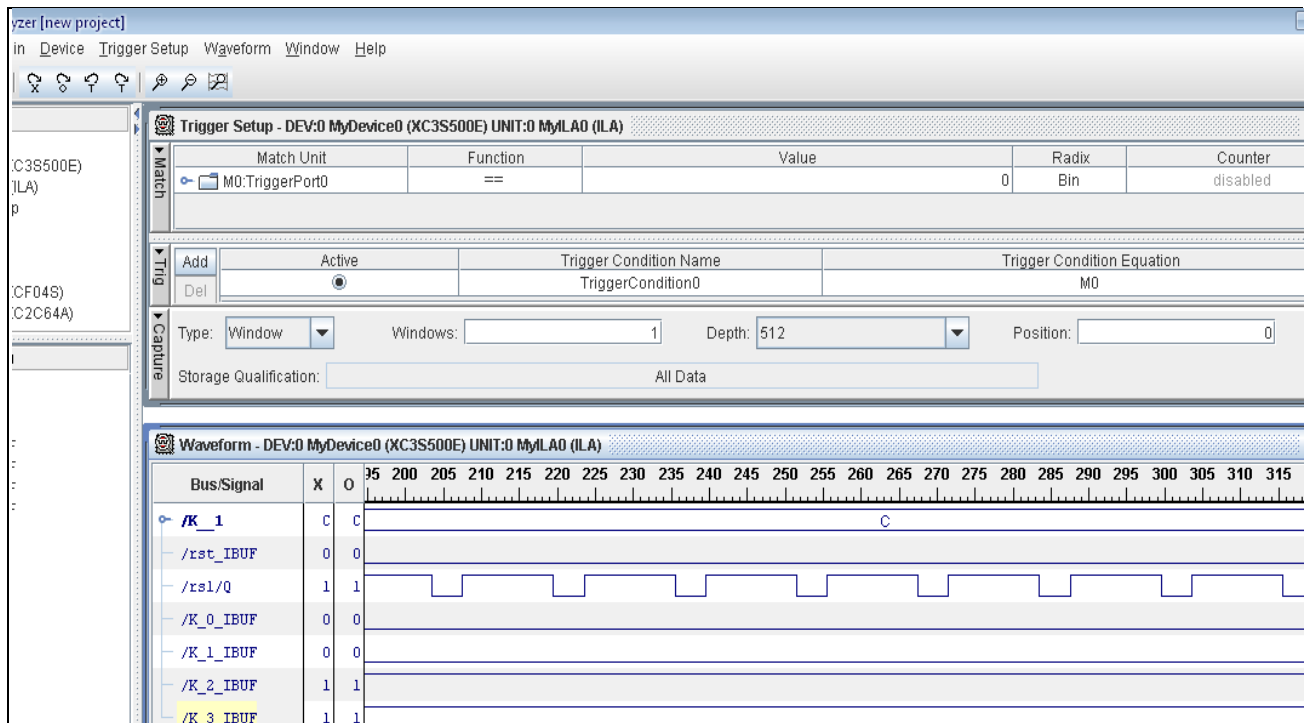 yzer [new project]
in Device Trigger Setup Waveform Window Help
X T T
Trigger Setup - DEV:0 MyDevice0 (XC3S500E) UNIT:0 MyILA0 (ILA)
Match
Match Unit Function Value Radix Counter
M0:TriggerPort0 == 0 Bin disabled
Trig
Add Active Trigger Condition Name Trigger Condition Equation
Del TriggerCondition0 M0
Capture
Type: Window Windows: 1 Depth: 512 Position: 0
Storage Qualification: All Data
C3S500E)
ILA)
p
CF04S)
C2C64A)
Waveform - DEV:0 MyDevice0 (XC3S500E) UNIT:0 MyILA0 (ILA)
Bus/Signal X O 95 200 205 210 215 220 225 230 235 240 245 250 255 260 265 270 275 280 285 290 295 300 305 310 315
/K__1 C C C
/rst_IBUF 0 0
/rsl/Q 1 1
/K_0_IBUF 0 0
/K_1_IBUF 0 0
/K_2_IBUF 1 1
/K_3_IBUF 1 1